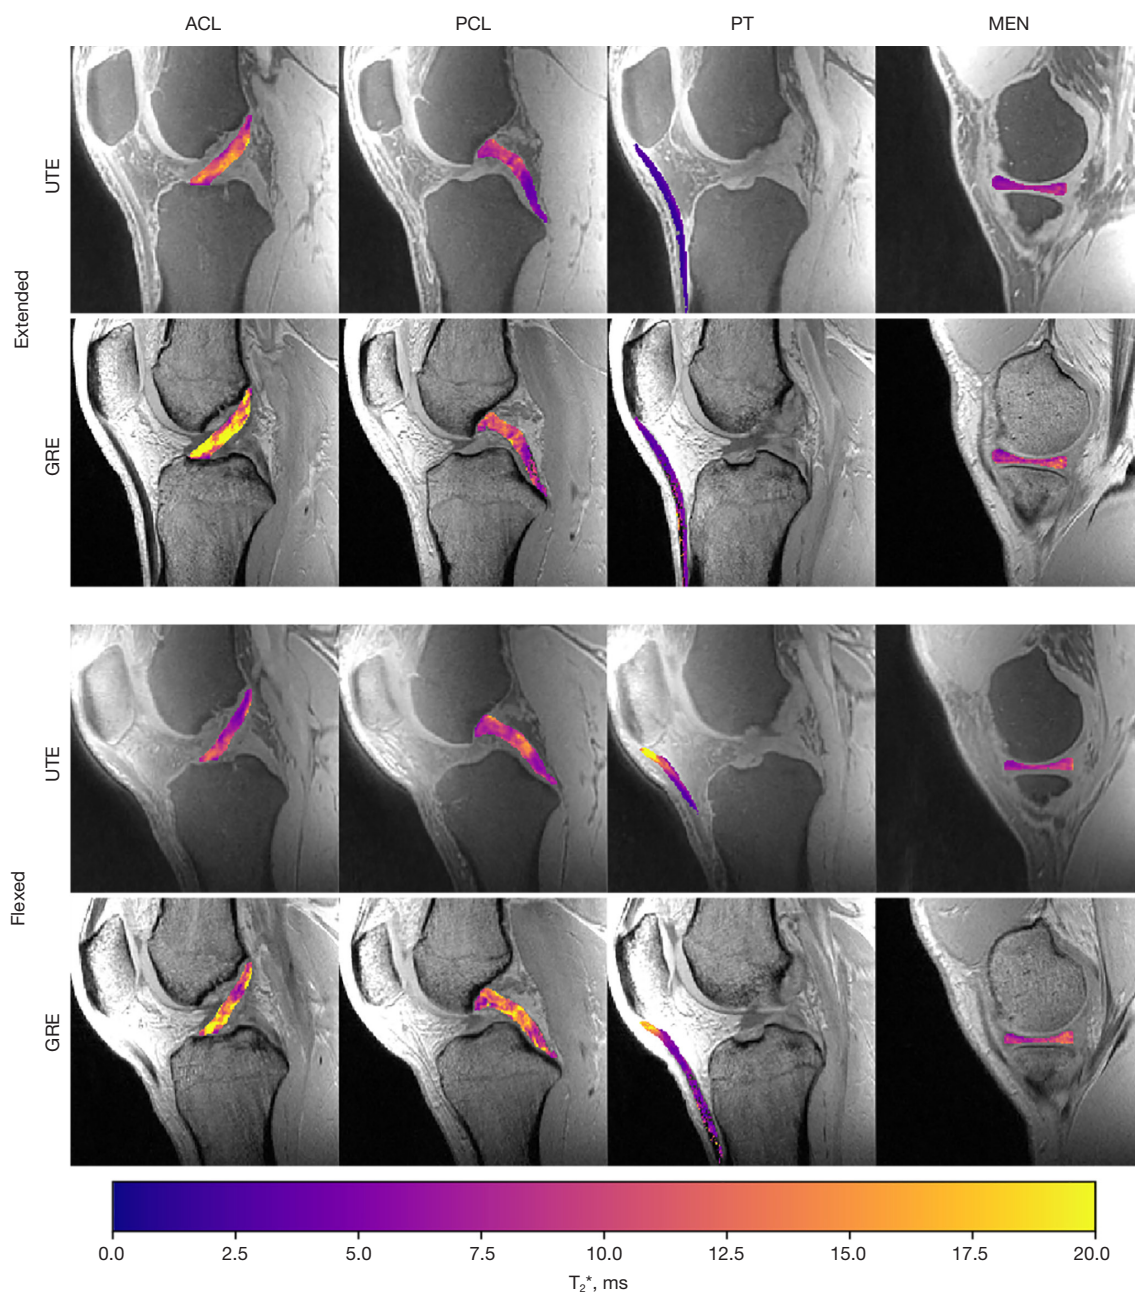 ACL PCL PT MEN
Extended
UTE
GRE
Flexed
UTE
GRE
0.0 2.5 5.0 7.5 10.0 12.5 15.0 17.5 20.0
T₂*, ms